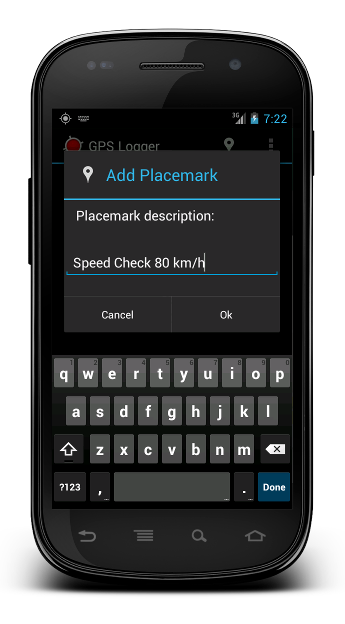 3G 7:22
GPS Logger
Add Placemark
Placemark description:
Speed Check 80 km/h
Cancel Ok
q w e r t y u i o p
a s d f g h j k l
z x c v b n m
?123 , . Done